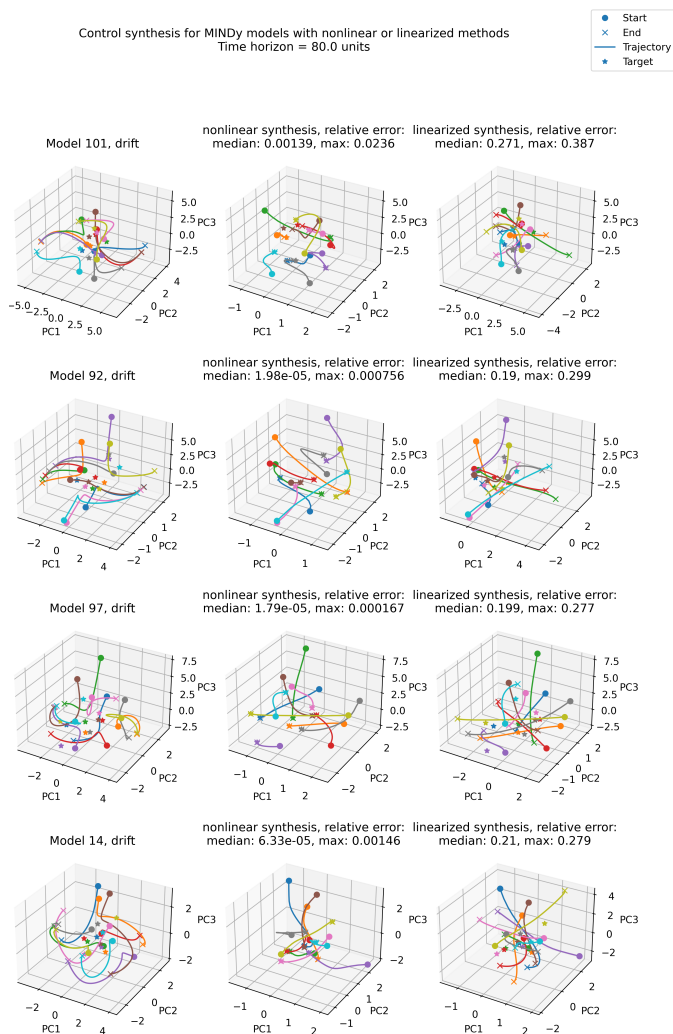 Control synthesis for MINDy models with nonlinear or linearized methods
Time horizon = 80.0 units
Start
End
Trajectory
Target
Model 101, drift
nonlinear synthesis, relative error:
median: 0.00139, max: 0.0236
linearized synthesis, relative error:
median: 0.271, max: 0.387
5.0
2.5
0.0
−2.5
PC3
−5.0
−2.5
0.0
2.5
5.0
PC1
−2
0
2
4
PC2
5.0
2.5
0.0
−2.5
PC3
−1
0
1
2
PC1
−2
−1
0
1
2
PC2
5.0
2.5
0.0
−2.5
PC3
−2.5
0.0
2.5
5.0
PC1
−4
−2
0
2
PC2
Model 92, drift
nonlinear synthesis, relative error:
median: 1.98e-05, max: 0.000756
linearized synthesis, relative error:
median: 0.19, max: 0.299
5.0
2.5
0.0
−2.5
PC3
−2
0
2
4
PC1
−2
−1
0
1
2
PC2
5.0
2.5
0.0
−2.5
PC3
−1
0
1
2
PC1
−1
0
1
2
PC2
5.0
2.5
0.0
−2.5
PC3
0
2
4
PC1
−2
0
2
PC2
Model 97, drift
nonlinear synthesis, relative error:
median: 1.79e-05, max: 0.000167
linearized synthesis, relative error:
median: 0.199, max: 0.277
7.5
5.0
2.5
0.0
−2.5
PC3
−2
0
2
4
PC1
−2
0
2
PC2
7.5
5.0
2.5
0.0
−2.5
PC3
−1
0
1
2
PC1
−2
0
2
PC2
7.5
5.0
2.5
0.0
−2.5
PC3
−2
0
2
PC1
−2
−1
0
1
2
PC2
Model 14, drift
nonlinear synthesis, relative error:
median: 6.33e-05, max: 0.00146
linearized synthesis, relative error:
median: 0.21, max: 0.279
2
0
−2
PC3
−4
−2
0
2
4
PC1
−2
0
2
PC2
2
0
−2
PC3
−1
0
1
2
PC1
−2
0
2
PC2
4
2
0
−2
PC3
−1
0
1
2
PC1
−2
0
2
PC2